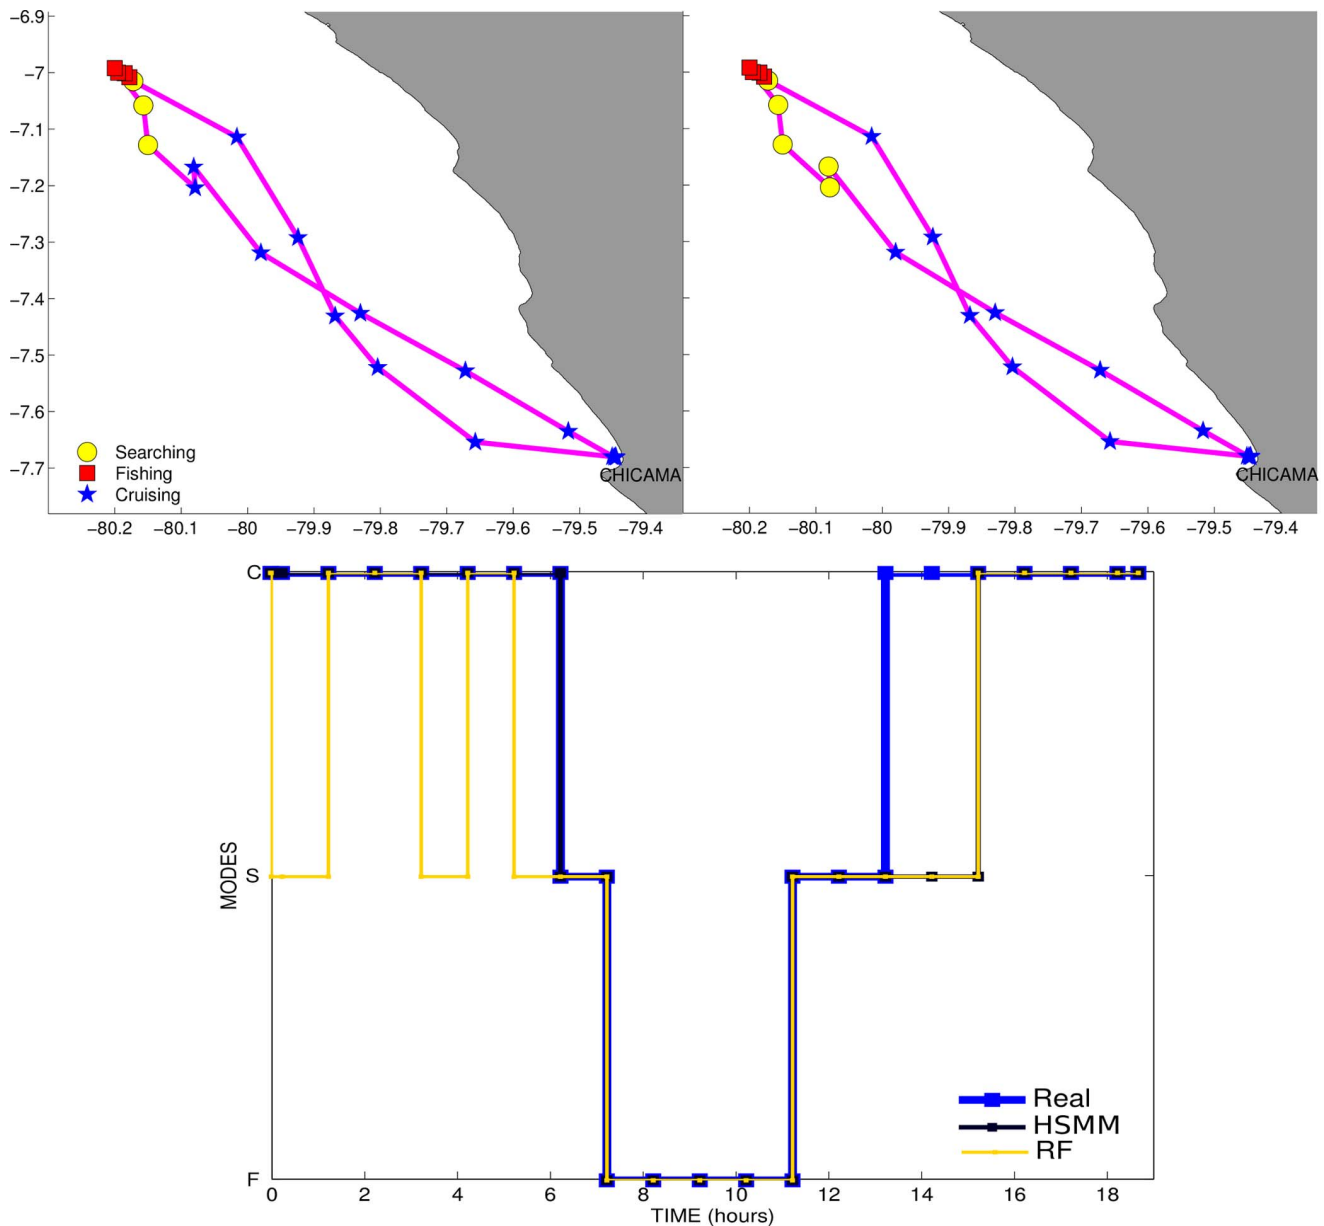 −6.9
−7
−7.1
−7.2
−7.3
−7.4
−7.5
−7.6
−7.7
Searching
Fishing
Cruising
CHICAMA
−80.2 −80.1 −80 −79.9 −79.8 −79.7 −79.6 −79.5 −79.4
CHICAMA
−80.2 −80.1 −80 −79.9 −79.8 −79.7 −79.6 −79.5 −79.4
C
S
F
MODES
Real
HSMM
RF
0 2 4 6 8 10 12 14 16 18
TIME (hours)